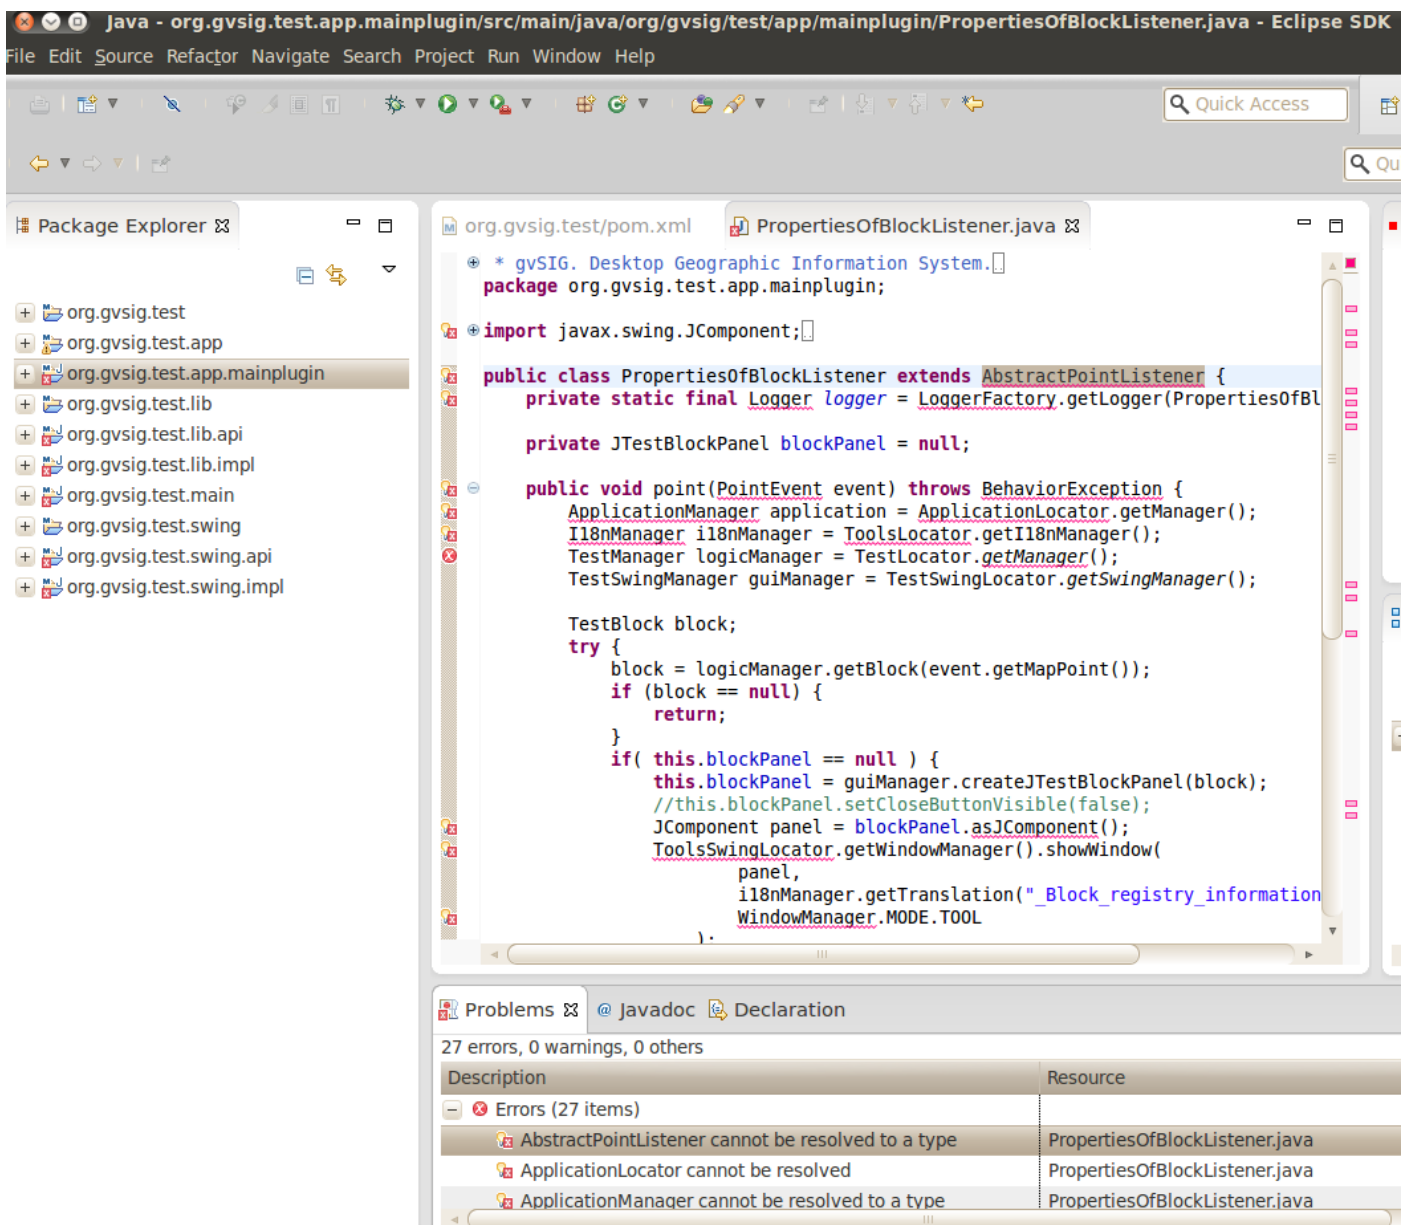 Java - org.gvsig.test.app.mainplugin/src/main/java/org/gvsig/test/app/mainplugin/PropertiesOfBlockListener.java - Eclipse SDK
File Edit Source Refactor Navigate Search Project Run Window Help
Quick Access
Qu
Package Explorer
org.gvsig.test
org.gvsig.test.app
org.gvsig.test.app.mainplugin
org.gvsig.test.lib
org.gvsig.test.lib.api
org.gvsig.test.lib.impl
org.gvsig.test.main
org.gvsig.test.swing
org.gvsig.test.swing.api
org.gvsig.test.swing.impl
org.gvsig.test/pom.xml PropertiesOfBlockListener.java
* gvSIG. Desktop Geographic Information System.
package org.gvsig.test.app.mainplugin;
import javax.swing.JComponent;
public class PropertiesOfBlockListener extends AbstractPointListener {
private static final Logger logger = LoggerFactory.getLogger(PropertiesOfBl
private JTestBlockPanel blockPanel = null;
public void point(PointEvent event) throws BehaviorException {
ApplicationManager application = ApplicationLocator.getManager();
I18nManager i18nManager = ToolsLocator.getI18nManager();
TestManager logicManager = TestLocator.getManager();
TestSwingManager guiManager = TestSwingLocator.getSwingManager();
TestBlock block;
try {
block = logicManager.getBlock(event.getMapPoint());
if (block == null) {
return;
}
if( this.blockPanel == null ) {
this.blockPanel = guiManager.createJTestBlockPanel(block);
//this.blockPanel.setCloseButtonVisible(false);
JComponent panel = blockPanel.asJComponent();
ToolsSwingLocator.getWindowManager().showWindow(
panel,
i18nManager.getTranslation("_Block_registry_information
WindowManager.MODE.TOOL
);
Problems @ Javadoc Declaration
27 errors, 0 warnings, 0 others
Description Resource
Errors (27 items)
AbstractPointListener cannot be resolved to a type PropertiesOfBlockListener.java
ApplicationLocator cannot be resolved PropertiesOfBlockListener.java
ApplicationManager cannot be resolved to a type PropertiesOfBlockListener.java